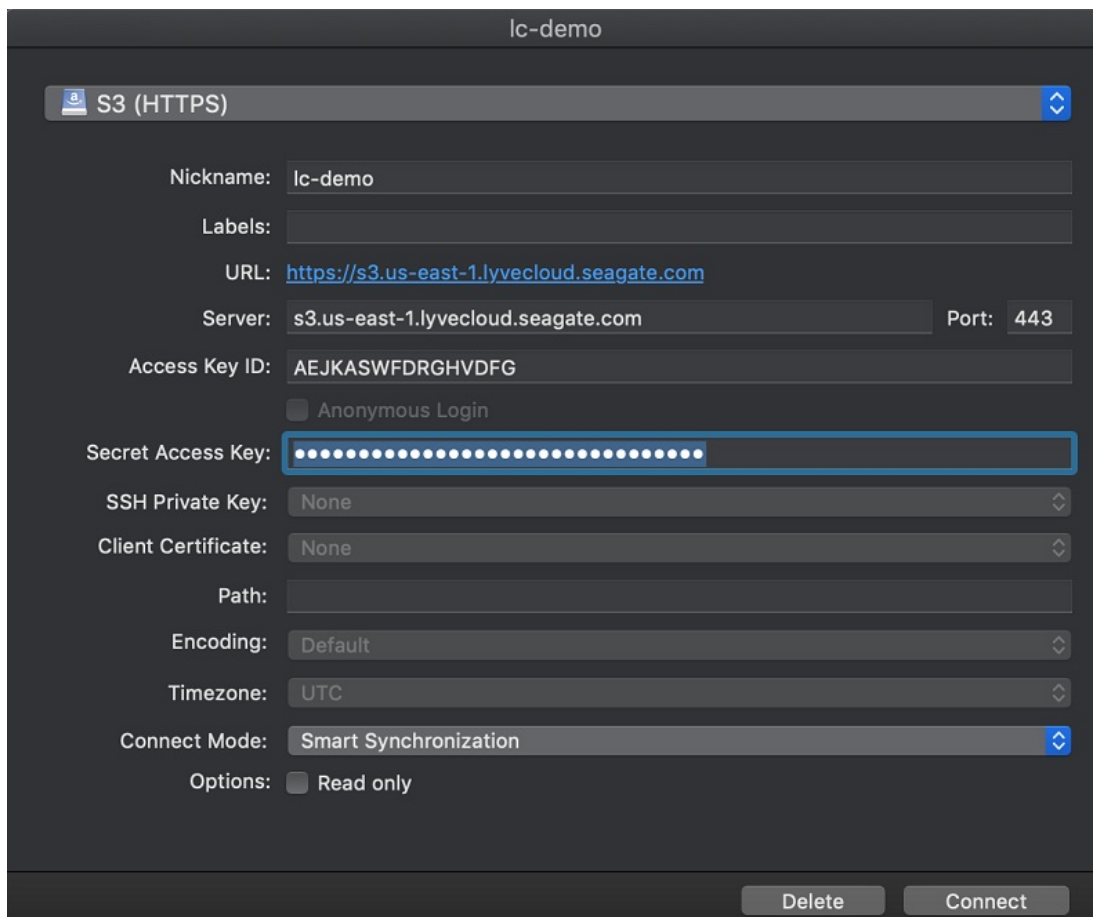 lc-demo
S3 (HTTPS)
Nickname: lc-demo
Labels:
URL: https://s3.us-east-1.lyvecloud.seagate.com
Server: s3.us-east-1.lyvecloud.seagate.com Port: 443
Access Key ID: AEJKASWFDRGHVDFG
Anonymous Login
Secret Access Key: ••••••••••••••••••••••••••••••••
SSH Private Key: None
Client Certificate: None
Path:
Encoding: Default
Timezone: UTC
Connect Mode: Smart Synchronization
Options: Read only
Delete Connect